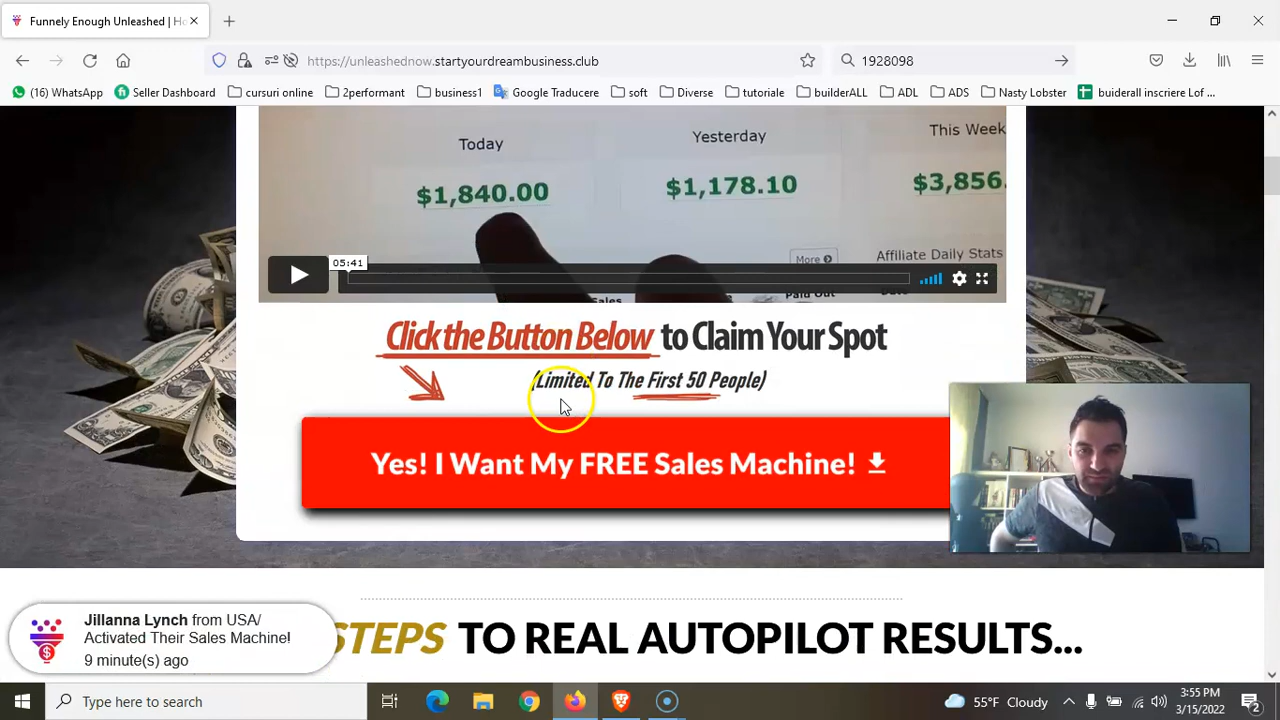 Funnely Enough Unleashed | Ho
https://unleashednow.startyourdreambusiness.club
1928098
(16) WhatsApp
Seller Dashboard
cursuri online
2performant
business1
Google Traducere
soft
Diverse
tutoriale
builderALL
ADL
ADS
Nasty Lobster
buiderall inscriere Lof ...
Today
Yesterday
This Week
$1,840.00
$1,178.10
$3,856.
More
Affiliate Daily Stats
05:41
Sales
Paid Out
Click the Button Below to Claim Your Spot
(Limited To The First 50 People)
Yes! I Want My FREE Sales Machine!
Jillanna Lynch from USA/
Activated Their Sales Machine!
9 minute(s) ago
STEPS TO REAL AUTOPILOT RESULTS...
Type here to search
55°F Cloudy
3:55 PM
3/15/2022
2